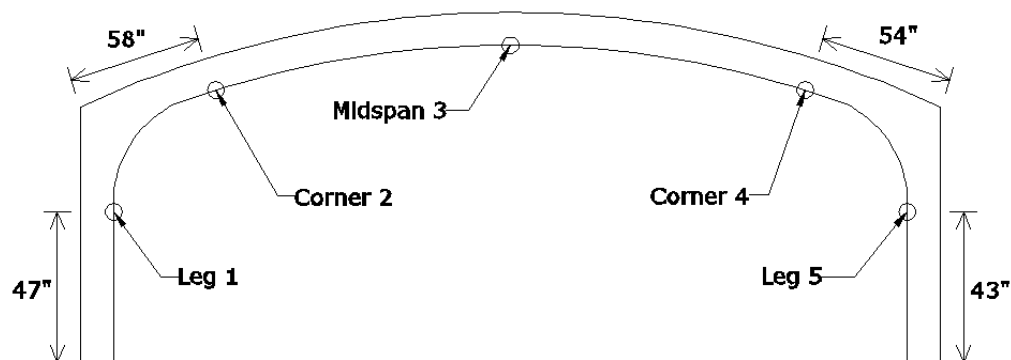 58"
54"
MIdspan 3
Corner 2
Corner 4
Leg 1
Leg 5
47"
43"